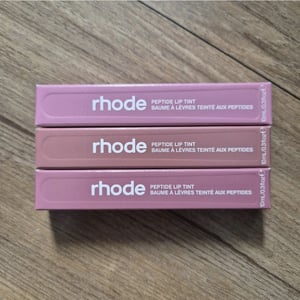 rhode
PEPTIDE LIP TINT
BAUME À LÈVRES TEINTÉ AUX PEPTIDES
rhode
PEPTIDE LIP TINT
BAUME À LÈVRES TEINTÉ AUX PEPTIDES
rhode
PEPTIDE LIP TINT
BAUME À LÈVRES TEINTÉ AUX PEPTIDES